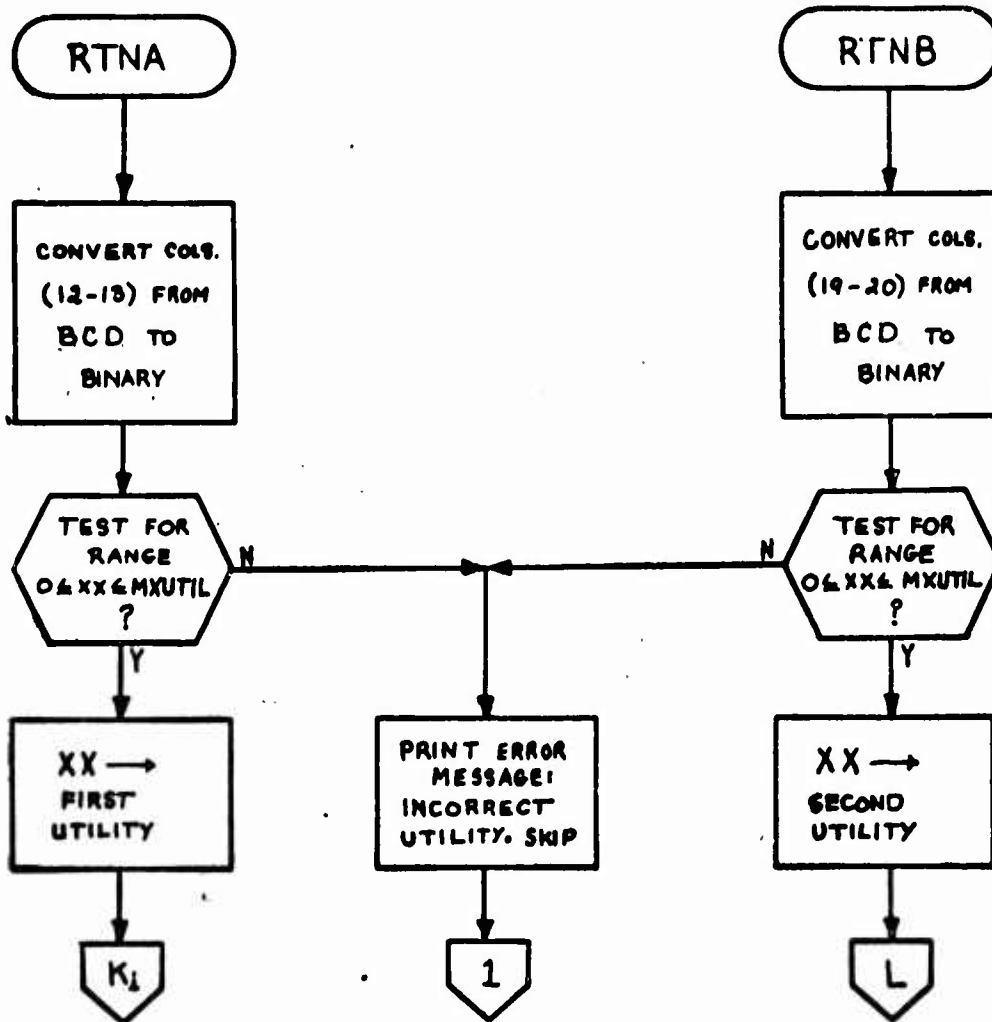 RTNA
CONVERT COLS.
(12-13) FROM
BCD TO
BINARY
TEST FOR
RANGE
0≤XX≤MXUTIL
?
N
Y
XX →
FIRST
UTILITY
K1
PRINT ERROR
MESSAGE:
INCORRECT
UTILITY. SKIP
1
RTNB
CONVERT COLS.
(19-20) FROM
BCD TO
BINARY
TEST FOR
RANGE
0≤XX≤MXUTIL
?
N
Y
XX →
SECOND
UTILITY
L